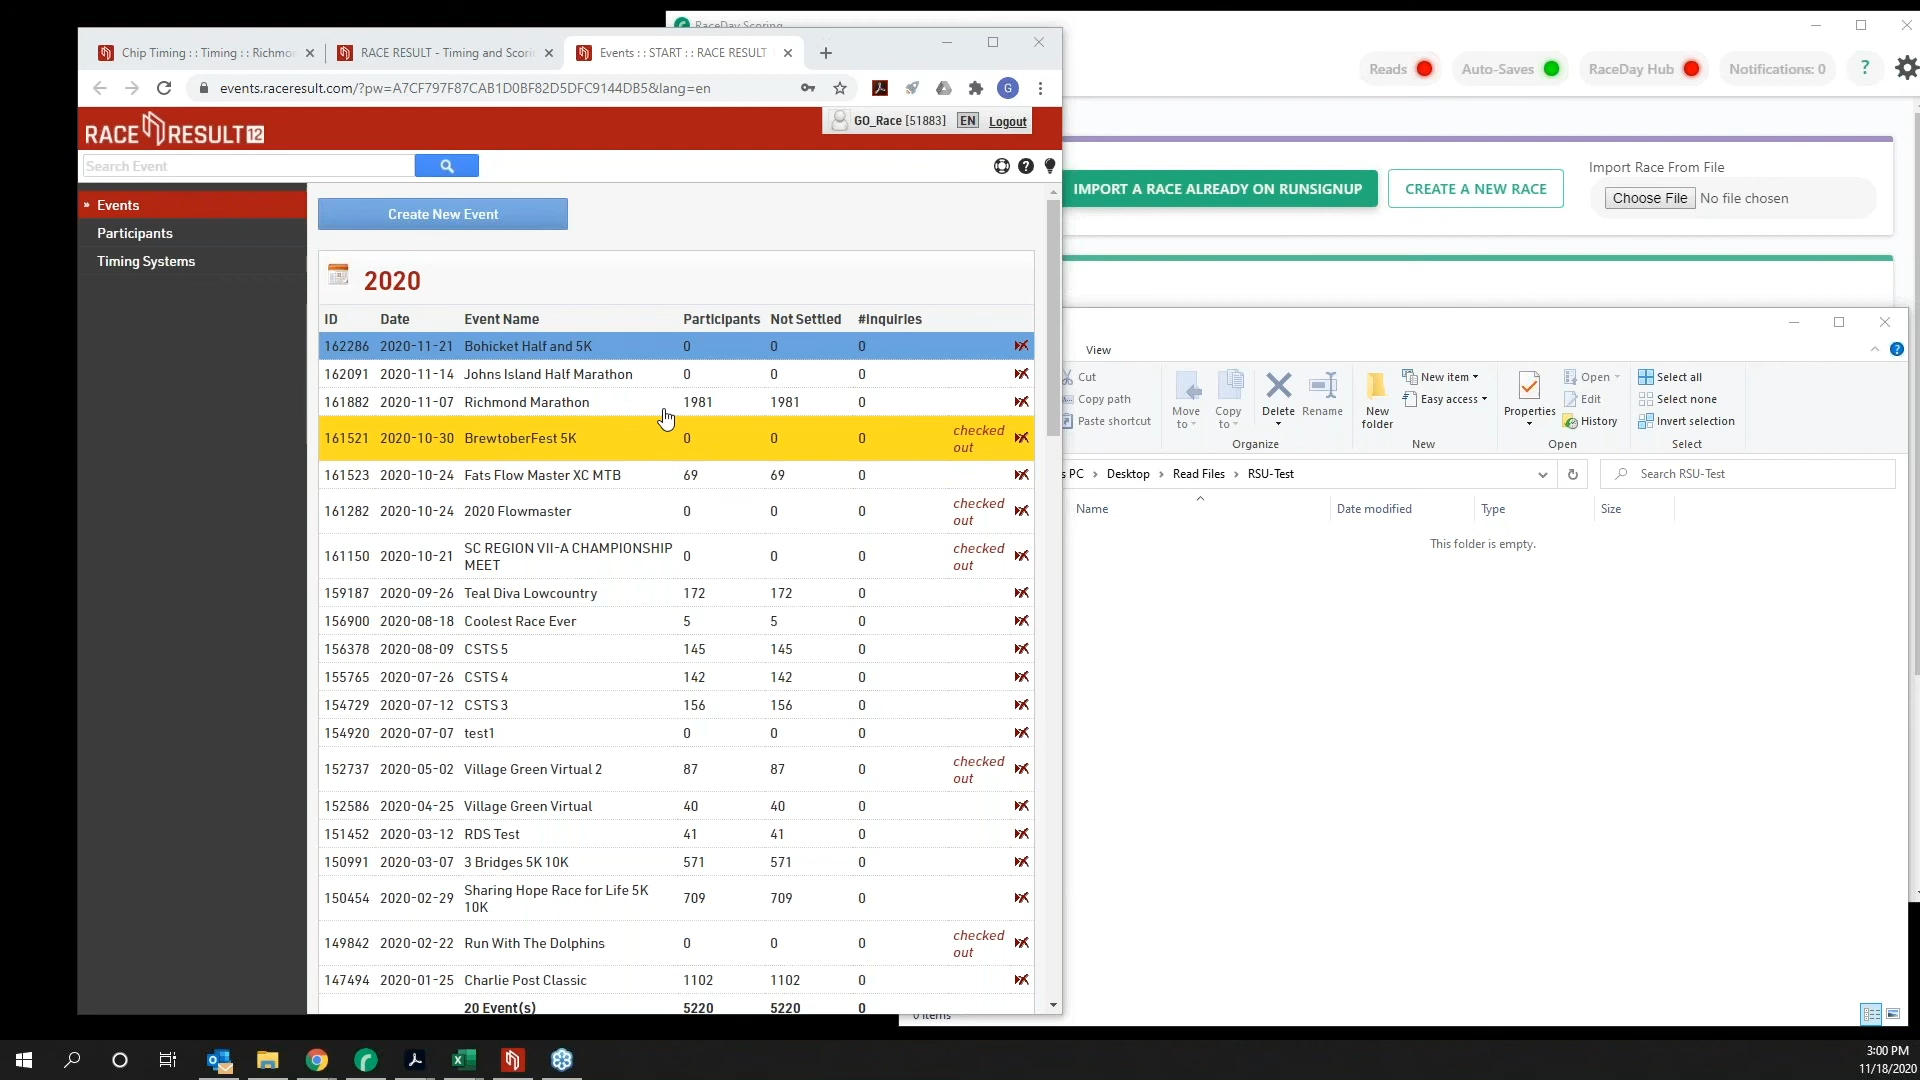 RaceDay Scoring
Chip Timing : : Timing : : Richmo
RACE RESULT - Timing and Scori
Events : : START : : RACE RESULT
events.raceresult.com/?pw=A7CF797F87CAB1D0BF82D5DFC9144DB5&lang=en
G
Reads
Auto-Saves
RaceDay Hub
Notifications: 0
?
RACE RESULT 12
GO_Race [51883]
EN
Logout
Search Event
IMPORT A RACE ALREADY ON RUNSIGNUP
CREATE A NEW RACE
Import Race From File
Choose File No file chosen
» Events
Participants
Timing Systems
Create New Event
2020
ID Date Event Name Participants Not Settled #Inquiries
162286 2020-11-21 Bohicket Half and 5K 0 0 0
162091 2020-11-14 Johns Island Half Marathon 0 0 0
161882 2020-11-07 Richmond Marathon 1981 1981 0
161521 2020-10-30 BrewtoberFest 5K 0 0 0 checked out
161523 2020-10-24 Fats Flow Master XC MTB 69 69 0
161282 2020-10-24 2020 Flowmaster 0 0 0 checked out
161150 2020-10-21 SC REGION VII-A CHAMPIONSHIP MEET 0 0 0 checked out
159187 2020-09-26 Teal Diva Lowcountry 172 172 0
156900 2020-08-18 Coolest Race Ever 5 5 0
156378 2020-08-09 CSTS 5 145 145 0
155765 2020-07-26 CSTS 4 142 142 0
154729 2020-07-12 CSTS 3 156 156 0
154920 2020-07-07 test1 0 0 0
152737 2020-05-02 Village Green Virtual 2 87 87 0 checked out
152586 2020-04-25 Village Green Virtual 40 40 0
151452 2020-03-12 RDS Test 41 41 0
150991 2020-03-07 3 Bridges 5K 10K 571 571 0
150454 2020-02-29 Sharing Hope Race for Life 5K 10K 709 709 0
149842 2020-02-22 Run With The Dolphins 0 0 0 checked out
147494 2020-01-25 Charlie Post Classic 1102 1102 0
20 Event(s) 5220 5220 0
View
Cut
Copy path
Paste shortcut
Move to
Copy to
Delete
Rename
Organize
New folder
New item
Easy access
New
Properties
Open
Edit
History
Open
Select all
Select none
Invert selection
Select
s PC > Desktop > Read Files > RSU-Test
Search RSU-Test
Name Date modified Type Size
This folder is empty.
0 items
3:00 PM
11/18/2020